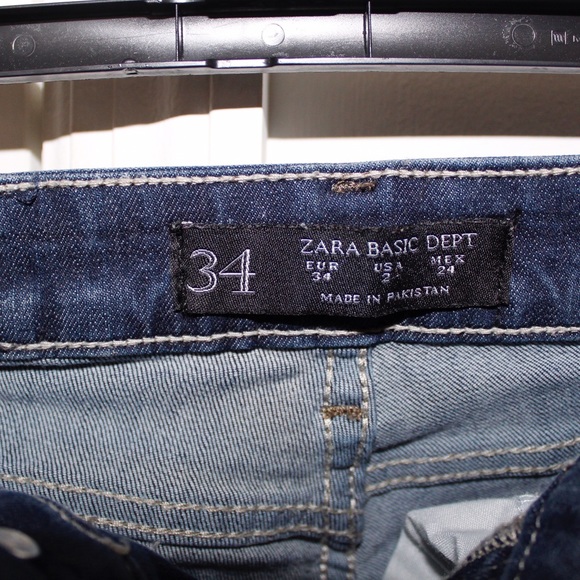 34
ZARA BASIC DEPT
EUR USA MEX
34 2 24
MADE IN PAKISTAN